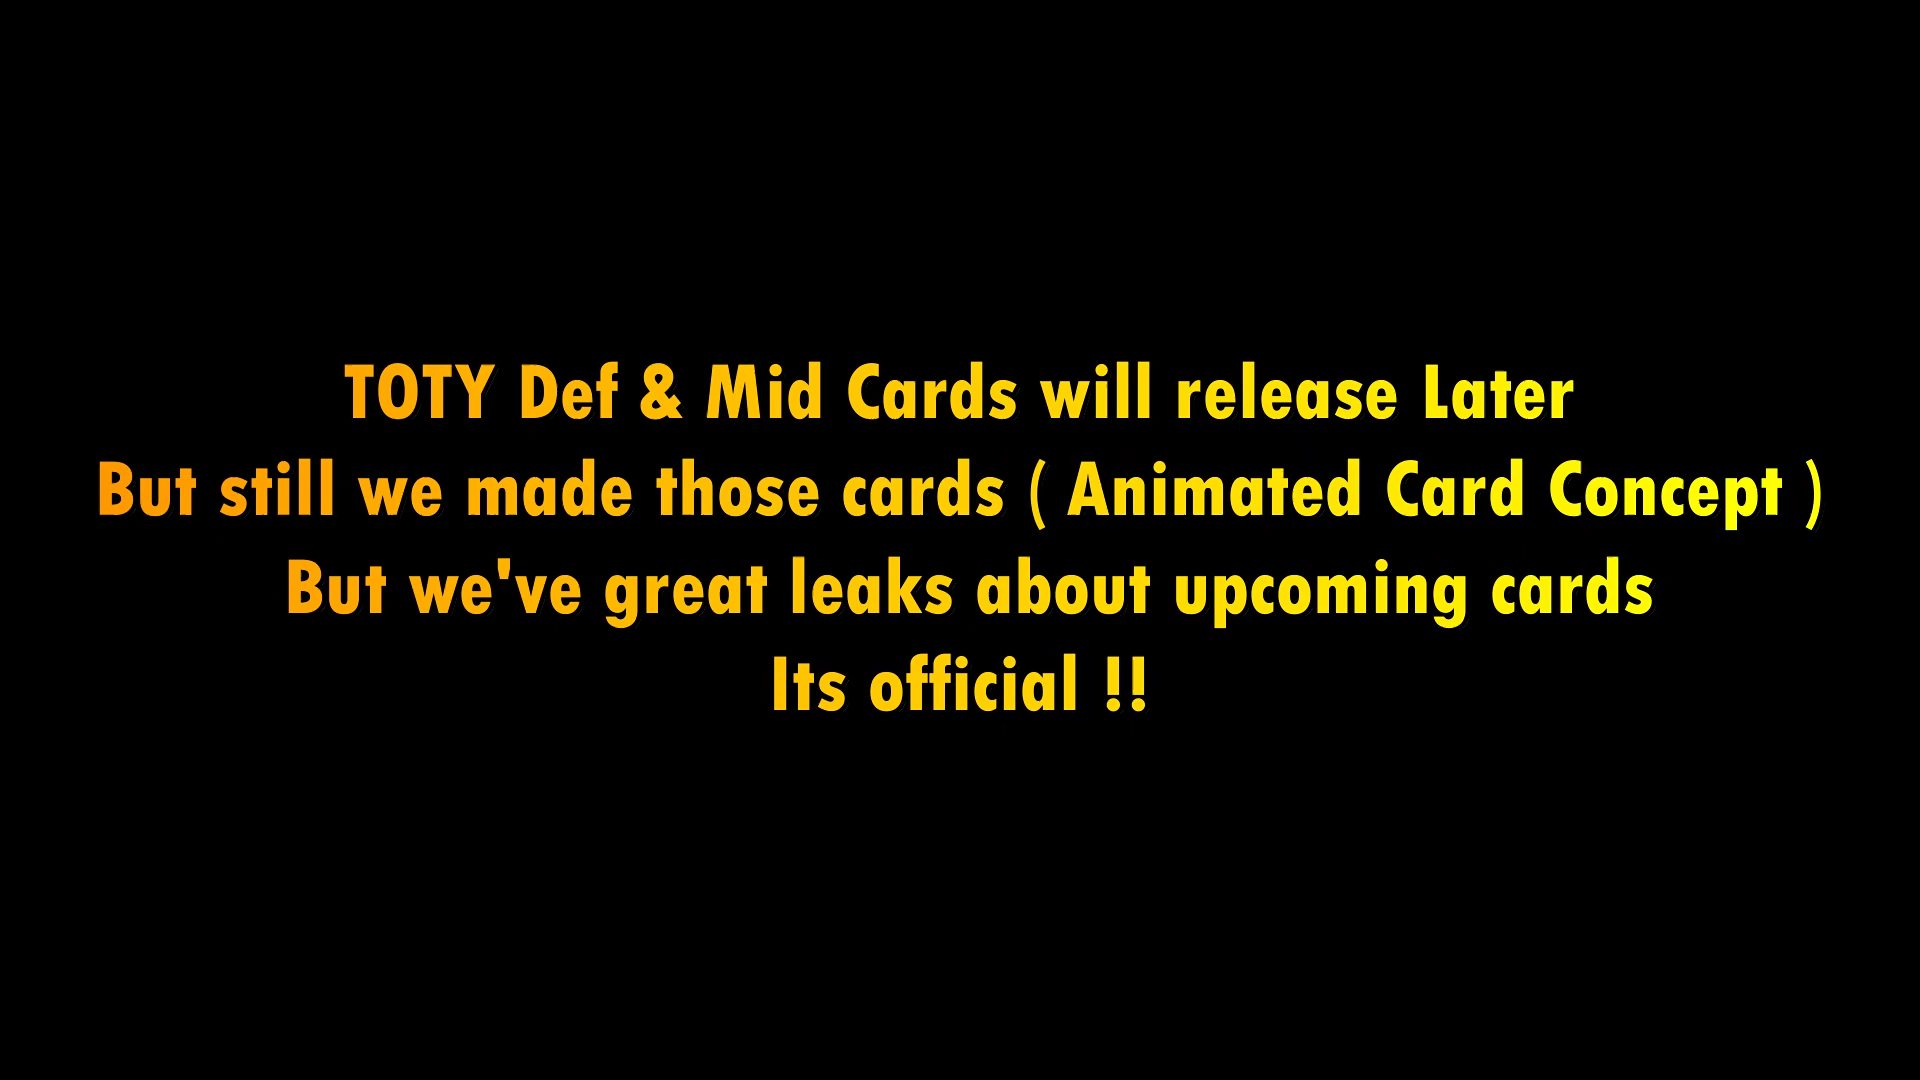 TOTY Def & Mid Cards will release Later
But still we made those cards ( Animated Card Concept )
But we've great leaks about upcoming cards
Its official !!